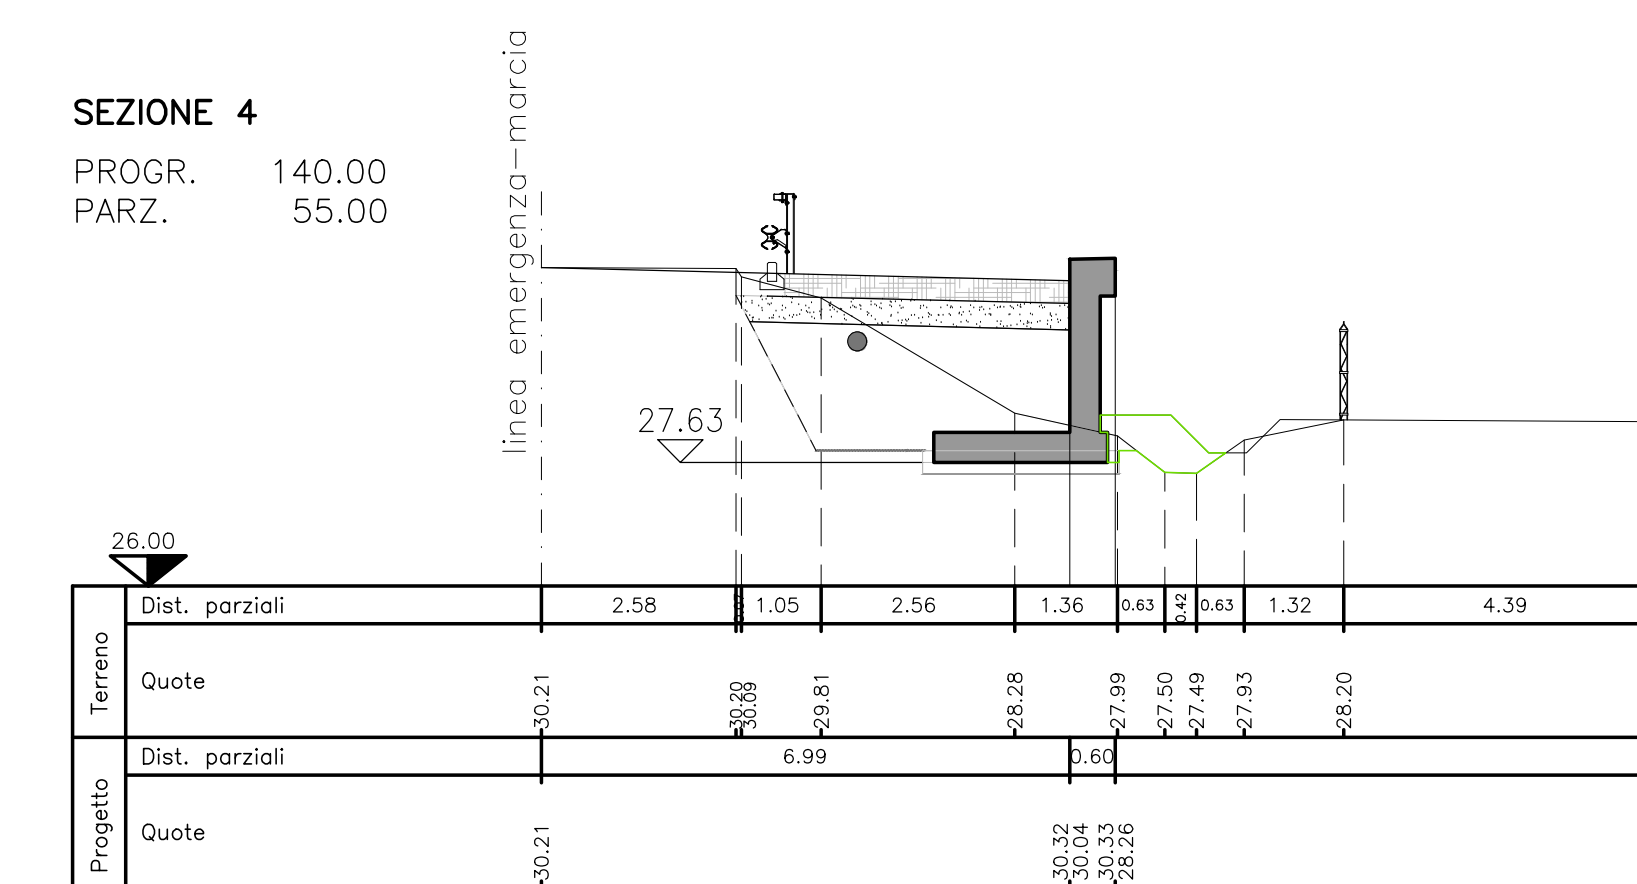 linea emergenza-marcia
SEZIONE 4
PROGR. 140.00
PARZ. 55.00
27.63
26.00
Terreno
Dist. parziali 2.58 1.05 2.56 1.36 0.63 0.42 0.63 1.32 4.39
Quote 30.21 30.20 30.09 29.81 28.28 27.99 27.50 27.49 27.93 28.20
Progetto
Dist. parziali 6.99 0.60
Quote 30.21 30.32 30.04 30.33 28.26